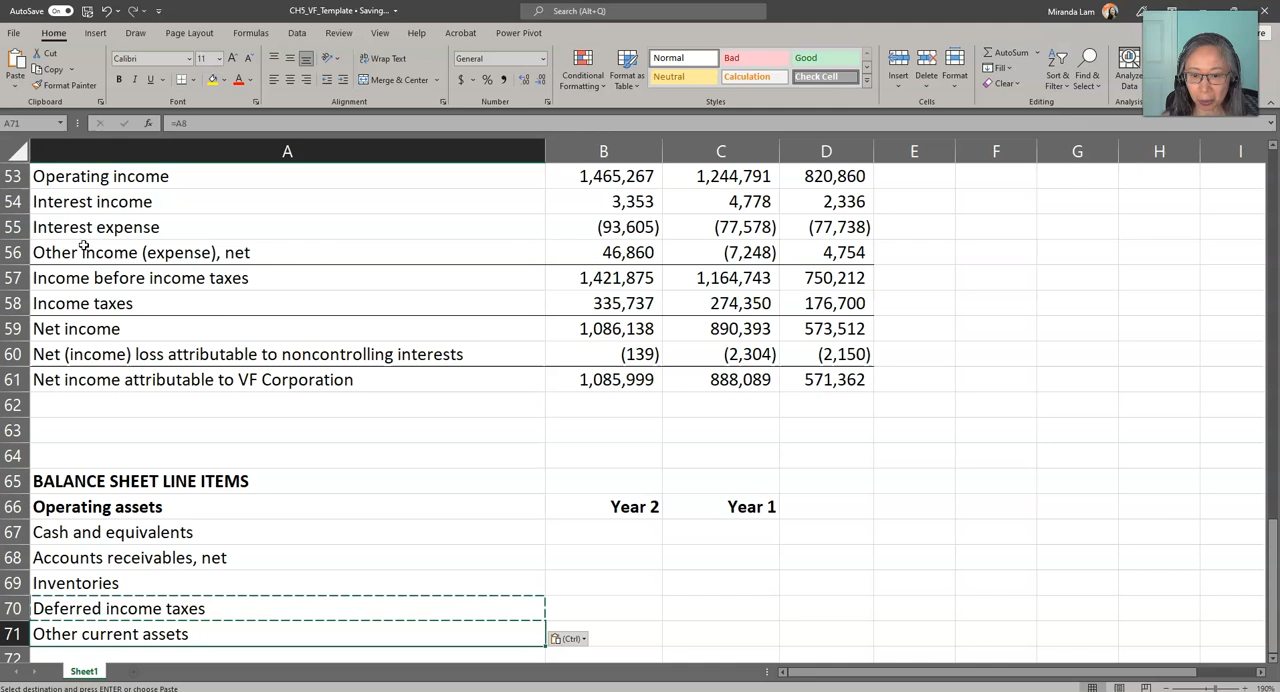 AutoSave On CH5_VF_Template • Saving... Search (Alt+Q) Miranda Lam
File Home Insert Draw Page Layout Formulas Data Review View Help Acrobat Power Pivot
Paste Cut Copy Format Painter
Clipboard
Calibri 11
B I U A
Font
Wrap Text
Merge & Center
Alignment
General
$ % 9
Number
Conditional Formatting
Format as Table
Normal Bad Good
Neutral Calculation Check Cell
Styles
Insert Delete Format
Cells
AutoSum Fill Clear
Sort & Filter
Find & Select
Editing
Analyze Data
Analysis
A71 fx =A8
A B C D E F G H I
53 Operating income 1,465,267 1,244,791 820,860
54 Interest income 3,353 4,778 2,336
55 Interest expense (93,605) (77,578) (77,738)
56 Other income (expense), net 46,860 (7,248) 4,754
57 Income before income taxes 1,421,875 1,164,743 750,212
58 Income taxes 335,737 274,350 176,700
59 Net income 1,086,138 890,393 573,512
60 Net (income) loss attributable to noncontrolling interests (139) (2,304) (2,150)
61 Net income attributable to VF Corporation 1,085,999 888,089 571,362
62
63
64
65 BALANCE SHEET LINE ITEMS
66 Operating assets Year 2 Year 1
67 Cash and equivalents
68 Accounts receivables, net
69 Inventories
70 Deferred income taxes
71 Other current assets (Ctrl)
72
Sheet1
Select destination and press ENTER or choose Paste 190%